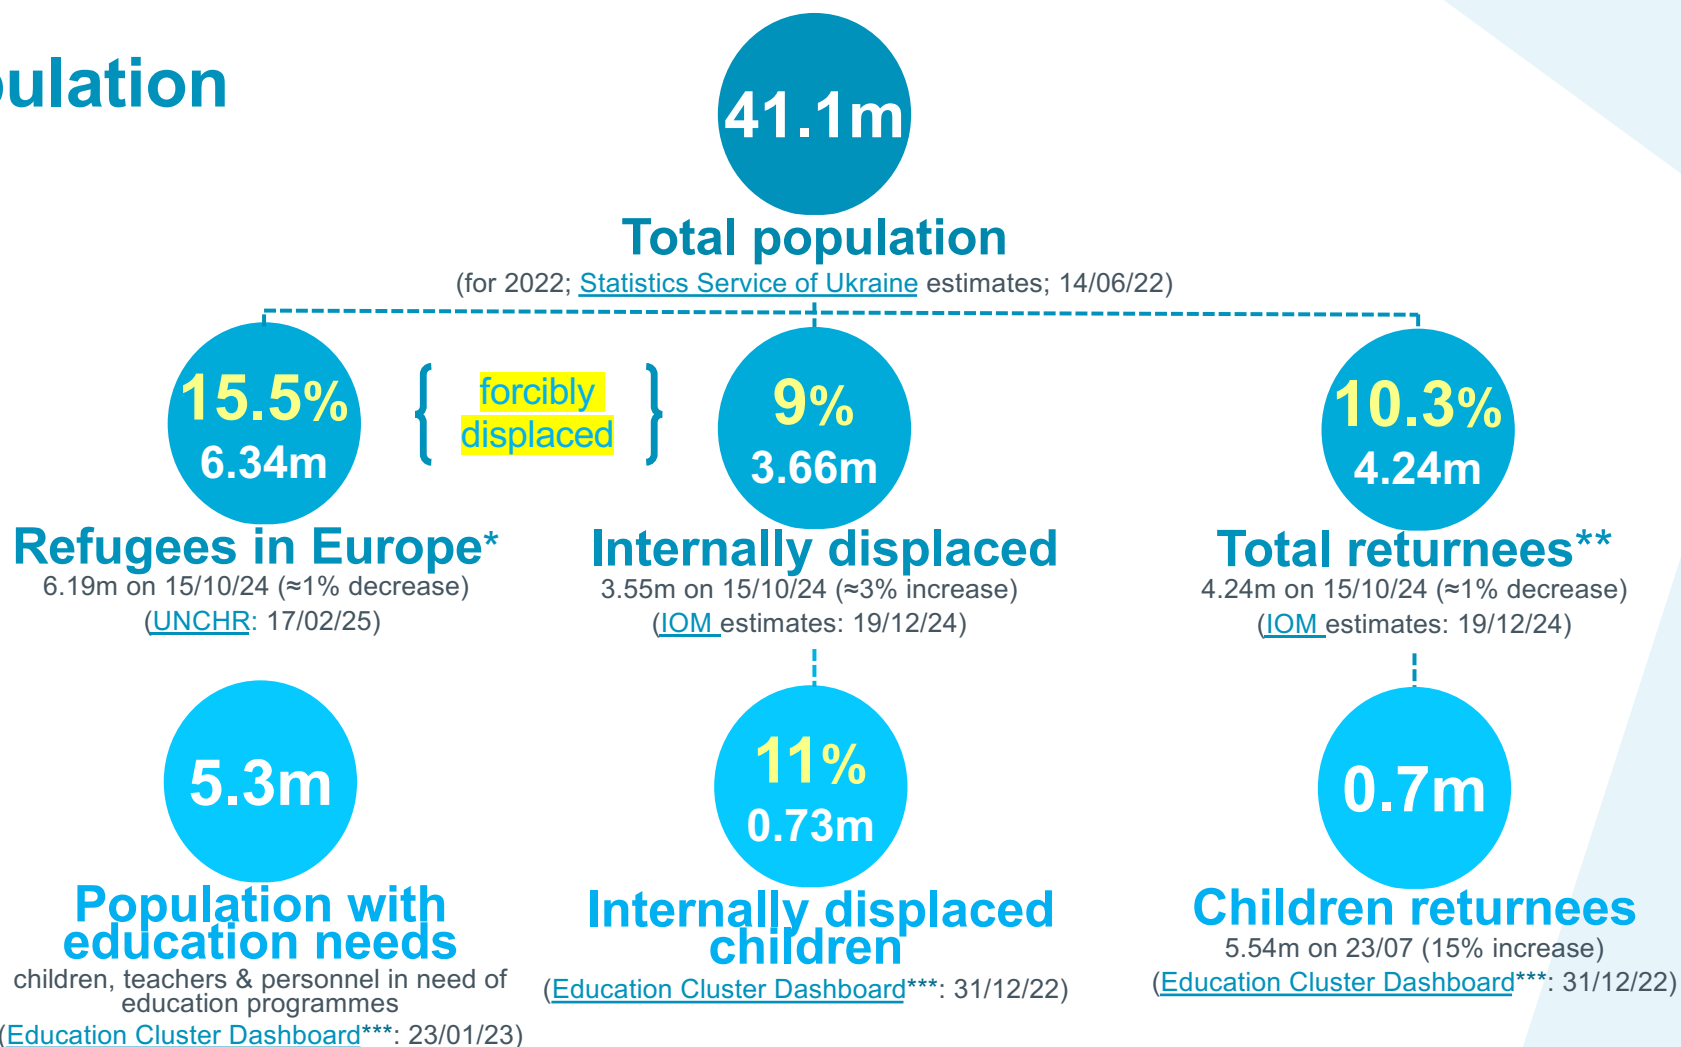 pulation
41.1m
Total population
(for 2022; Statistics Service of Ukraine estimates; 14/06/22)
15.5%
6.34m
{ forcibly
displaced }
9%
3.66m
10.3%
4.24m
Refugees in Europe*
6.19m on 15/10/24 (≈1% decrease)
(UNCHR: 17/02/25)
Internally displaced
3.55m on 15/10/24 (≈3% increase)
(IOM estimates: 19/12/24)
Total returnees**
4.24m on 15/10/24 (≈1% decrease)
(IOM estimates: 19/12/24)
5.3m
Population with
education needs
children, teachers & personnel in need of
education programmes
(Education Cluster Dashboard***: 23/01/23)
11%
0.73m
Internally displaced
children
(Education Cluster Dashboard***: 31/12/22)
0.7m
Children returnees
5.54m on 23/07 (15% increase)
(Education Cluster Dashboard***: 31/12/22)